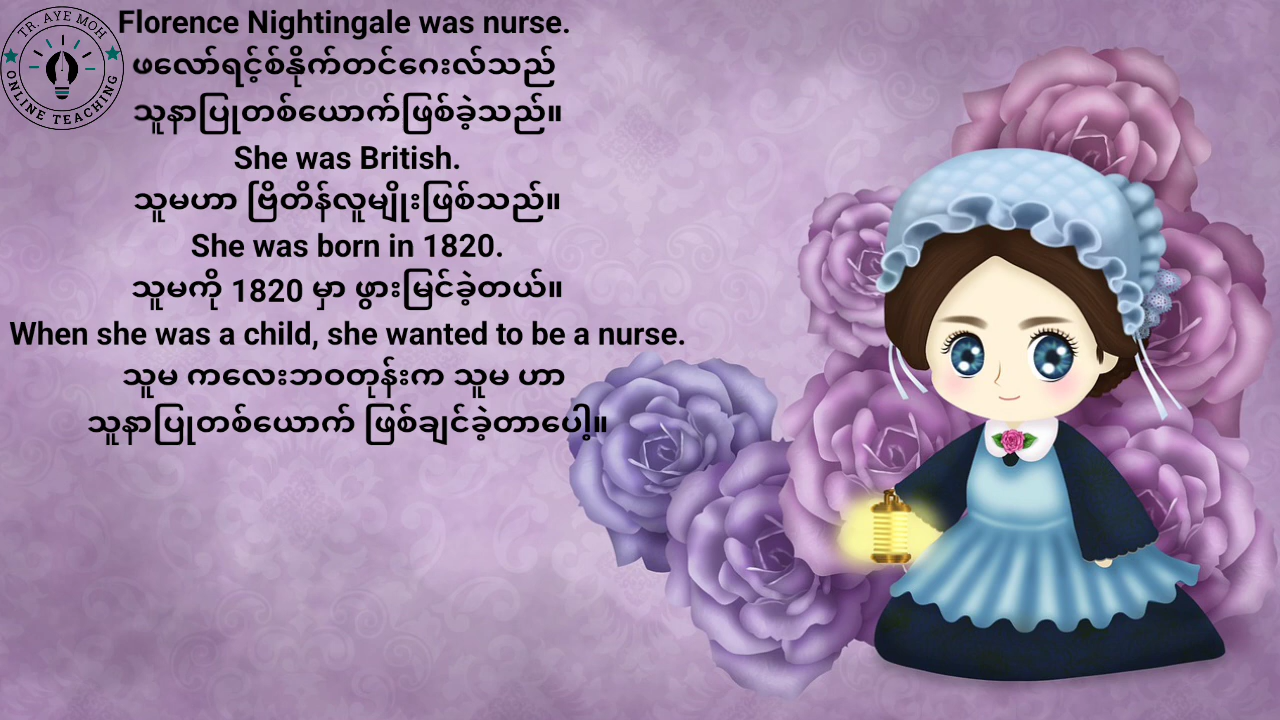 TR. AYE MOH
ONLINE TEACHING
Florence Nightingale was nurse.
ဖလော်ရင့်စ်နိုက်တင်ဂေးလ်သည်
သူနာပြုတစ်ယောက်ဖြစ်ခဲ့သည်။
She was British.
သူမဟာ ဗြိတိန်လူမျိုးဖြစ်သည်။
She was born in 1820.
သူမကို 1820 မှာ ဖွားမြင်ခဲ့တယ်။
When she was a child, she wanted to be a nurse.
သူမ ကလေးဘဝတုန်းက သူမ ဟာ
သူနာပြုတစ်ယောက် ဖြစ်ချင်ခဲ့တာပေါ့။